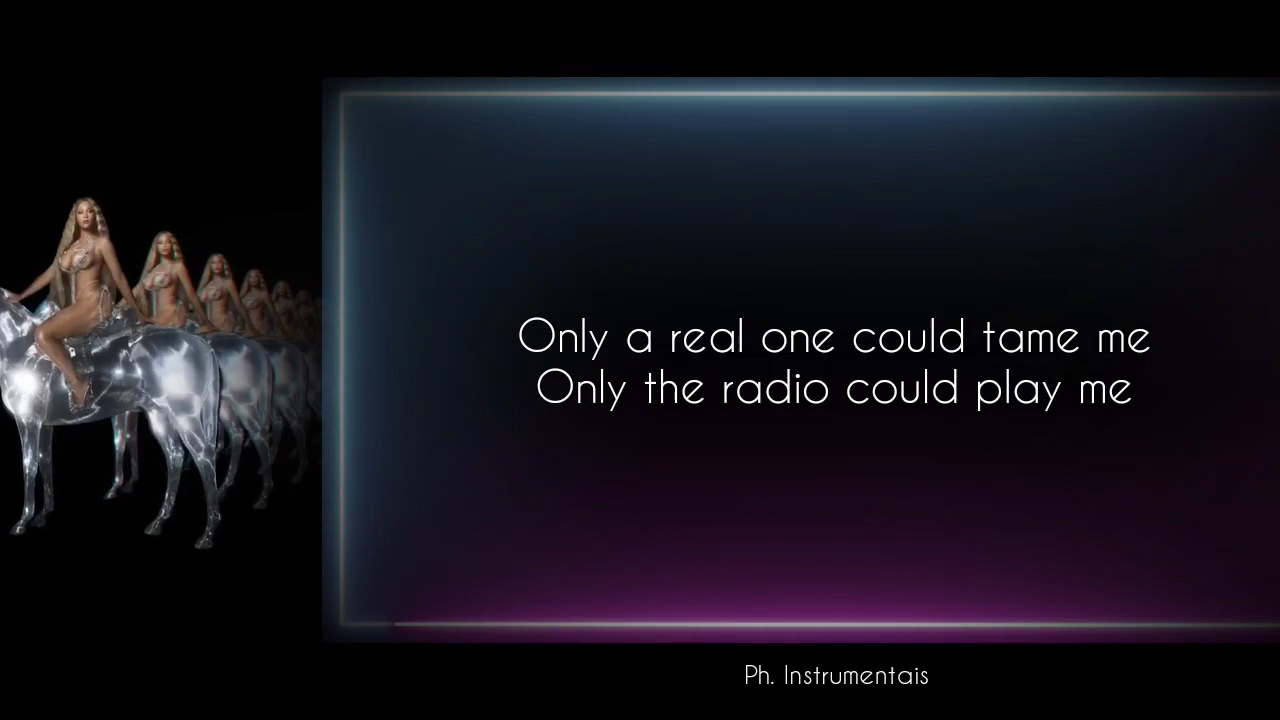 Only a real one could tame me
Only the radio could play me
Ph. Instrumentais